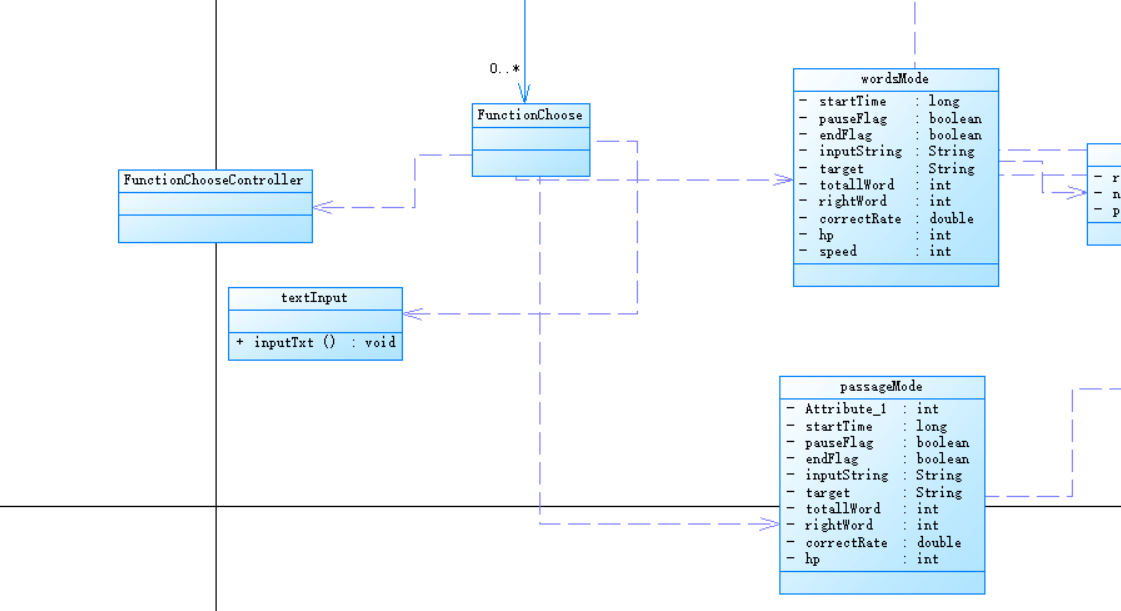 0..*
FunctionChoose
FunctionChooseController
textInput
+ inputTxt () : void
wordsMode
- startTime : long
- pauseFlag : boolean
- endFlag : boolean
- inputString : String
- target : String
- totallWord : int
- rightWord : int
- correctRate : double
- hp : int
- speed : int
- r
- n
- p
passageMode
- Attribute_1 : int
- startTime : long
- pauseFlag : boolean
- endFlag : boolean
- inputString : String
- target : String
- totallWord : int
- rightWord : int
- correctRate : double
- hp : int